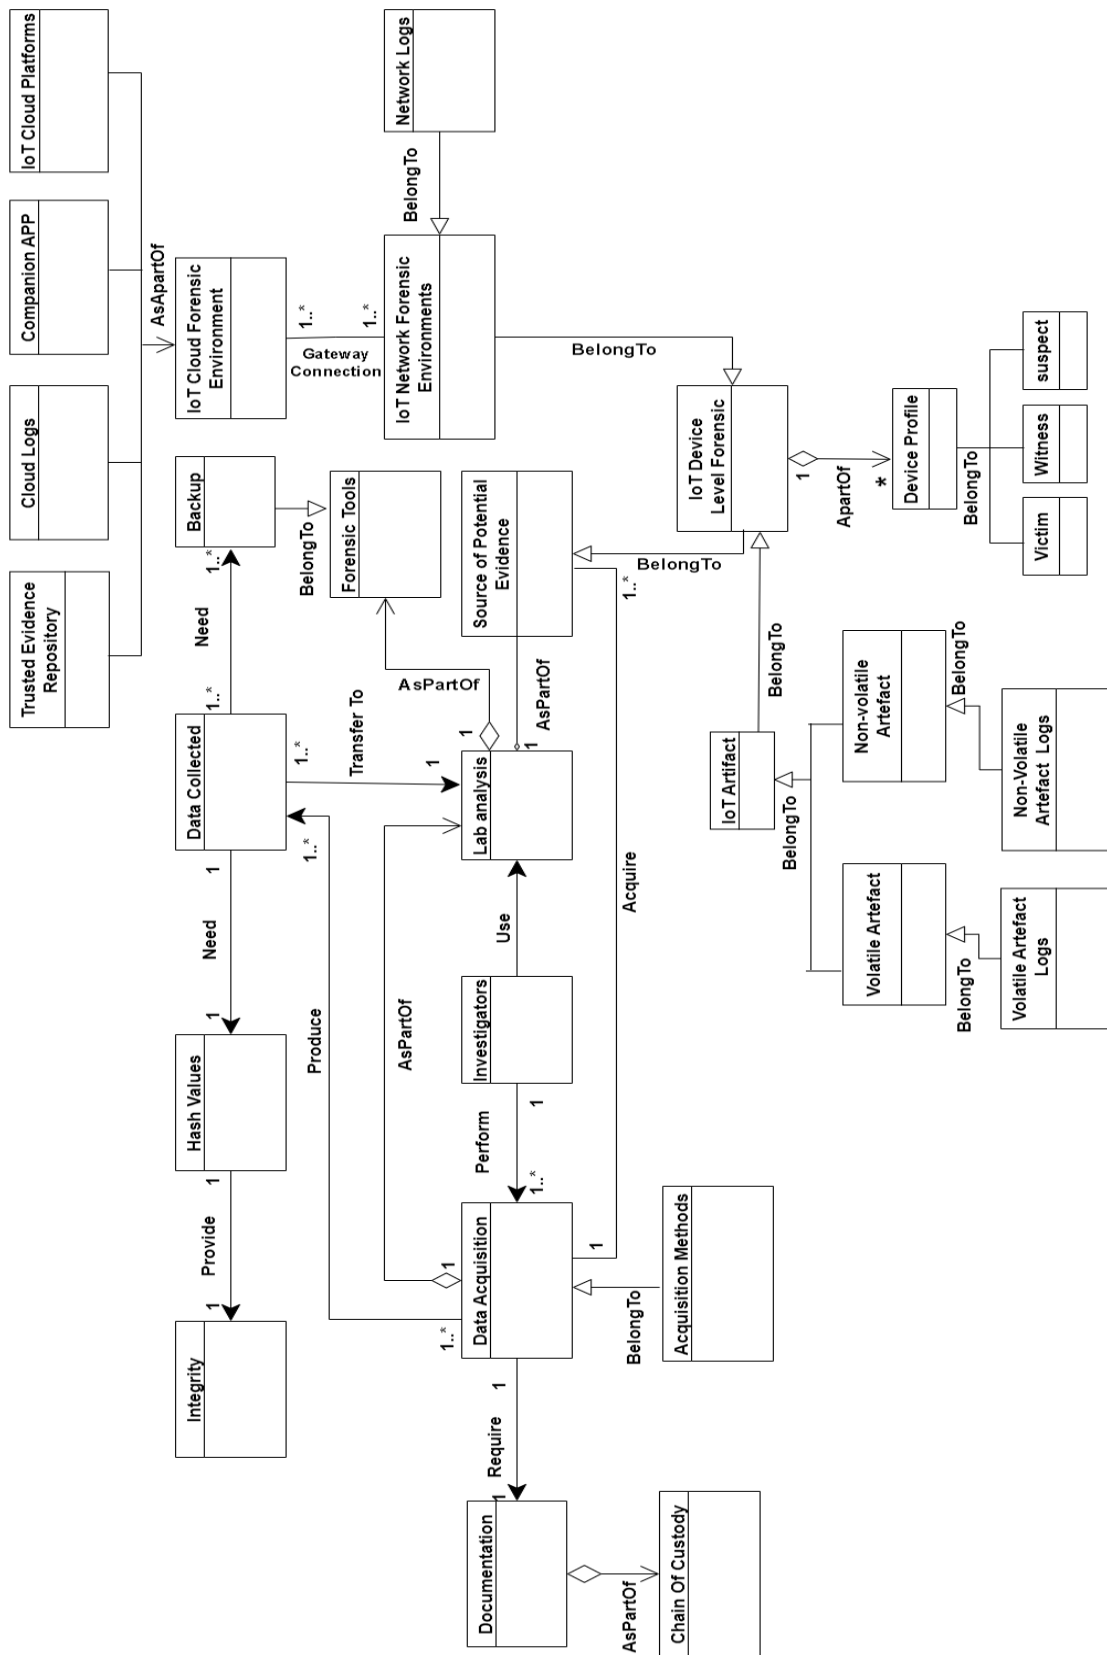 IoT Cloud Platforms
Companion APP
Cloud Logs
Trusted Evidence
Repository
AsApartOf
IoT Cloud Forensic
Environment
1..*
Gateway
Connection
1..*
Network Logs
BelongTo
IoT Network Forensic
Environments
BelongTo
Backup
1..*
Need
1..*
BelongTo
Forensic Tools
AsPartOf
1
Data Collected
1..*
Transfer To
1
1
Need
1
Hash Values
1
Provide
1
Integrity
1..*
Produce
1..*
Source of Potential
Evidence
AsPartOf
1
Lab analysis
AsPartOf
1
Use
Investigators
1
Perform
1..*
Data Acquisition
1..*
Acquire
1
BelongTo
Acquisition Methods
1
Require
1
Documentation
AsPartOf
Chain Of Custody
IoT Device
Level Forensic
BelongTo
1
ApartOf
*
Device Profile
BelongTo
suspect
Witness
Victim
BelongTo
IoT Artifact
BelongTo
Non-volatile
Artefact
BelongTo
Non-Volatile
Artefact Logs
Volatile Artefact
BelongTo
Volatile Artefact
Logs